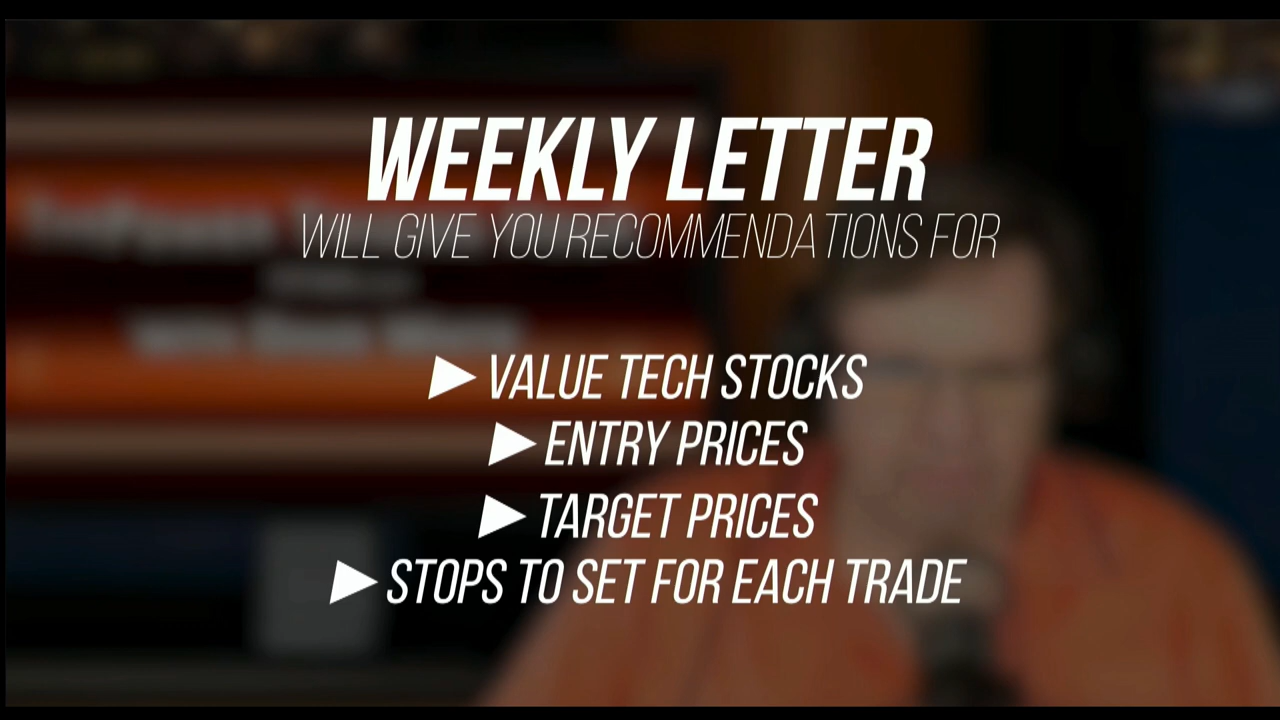 WEEKLY LETTER
WILL GIVE YOU RECOMMENDATIONS FOR
▶ VALUE TECH STOCKS
▶ ENTRY PRICES
▶ TARGET PRICES
▶ STOPS TO SET FOR EACH TRADE